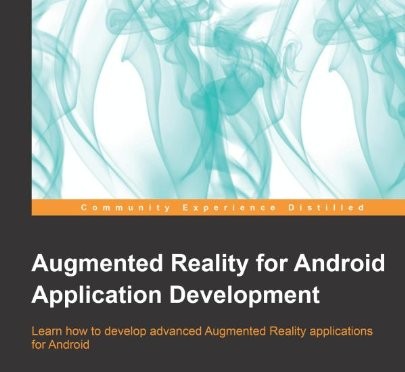 Community Experience Distilled
Augmented Reality for Android
Application Development
Learn how to develop advanced Augmented Reality applications
for Android